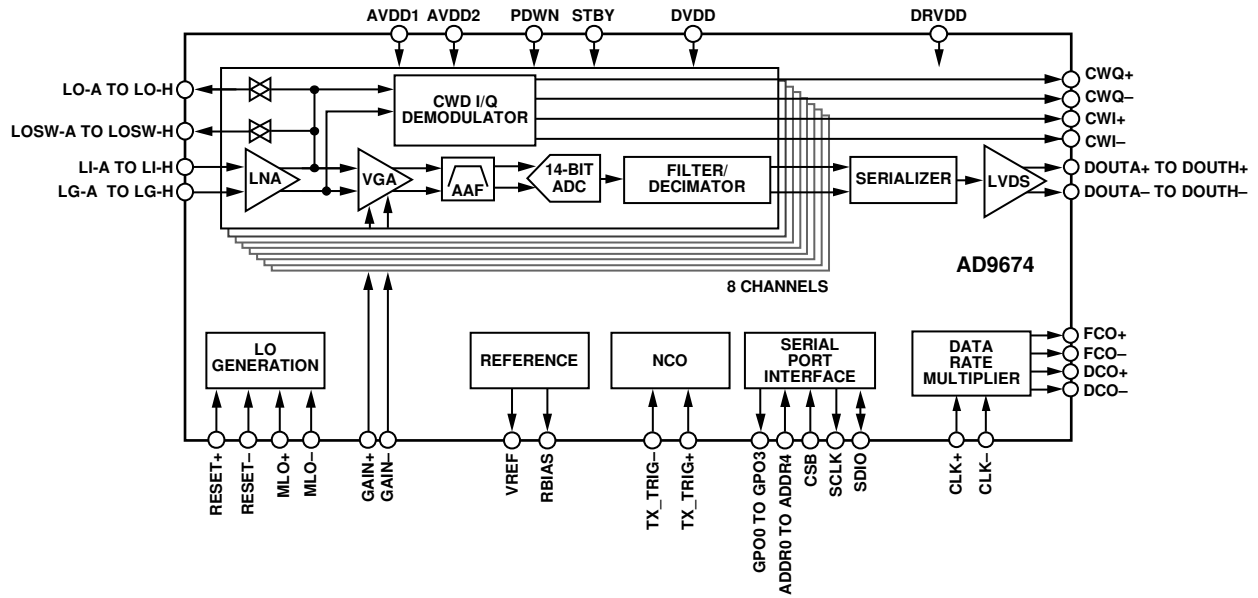 AVDD1
AVDD2
PDWN
STBY
DVDD
DRVDD
LO-A TO LO-H
LOSW-A TO LOSW-H
LI-A TO LI-H
LG-A TO LG-H
CWD I/Q
DEMODULATOR
LNA
VGA
AAF
14-BIT
ADC
FILTER/
DECIMATOR
SERIALIZER
LVDS
CWQ+
CWQ–
CWI+
CWI–
DOUTA+ TO DOUTH+
DOUTA– TO DOUTH–
8 CHANNELS
AD9674
LO
GENERATION
REFERENCE
NCO
SERIAL
PORT
INTERFACE
DATA
RATE
MULTIPLIER
FCO+
FCO–
DCO+
DCO–
RESET+
RESET–
MLO+
MLO–
GAIN+
GAIN–
VREF
RBIAS
TX_TRIG–
TX_TRIG+
GPO0 TO GPO3
ADDR0 TO ADDR4
CSB
SCLK
SDIO
CLK+
CLK–